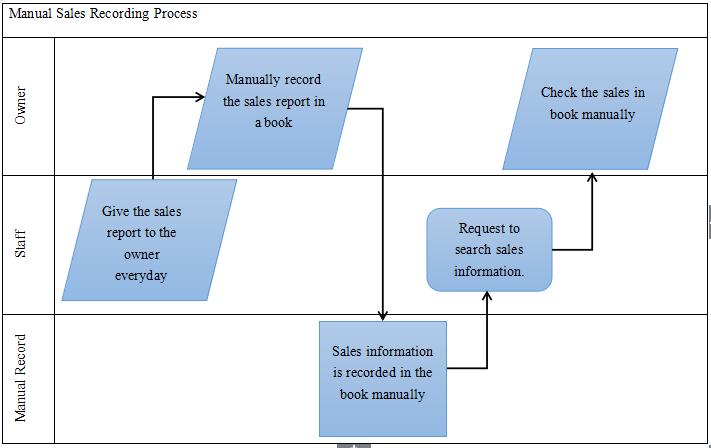 Manual Sales Recording Process
Owner
Manually record
the sales report in
a book
Check the sales in
book manually
Staff
Give the sales
report to the
owner
everyday
Request to
search sales
information.
Manual Record
Sales information
is recorded in the
book manually